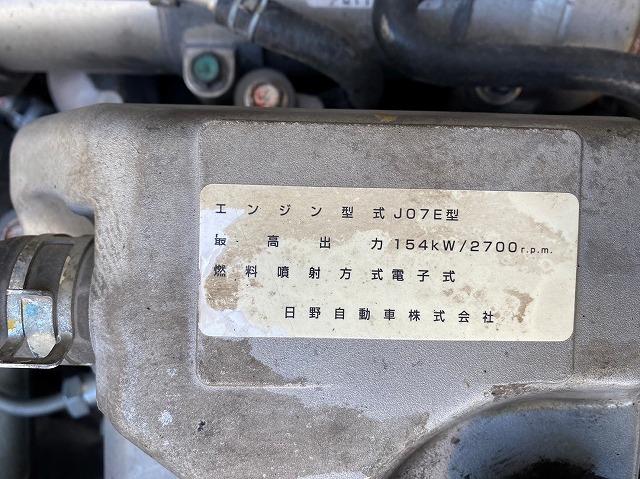 エンジン型式J07E型
最高出力154kW/2700r.p.m.
燃料噴射方式電子式
日野自動車株式会社